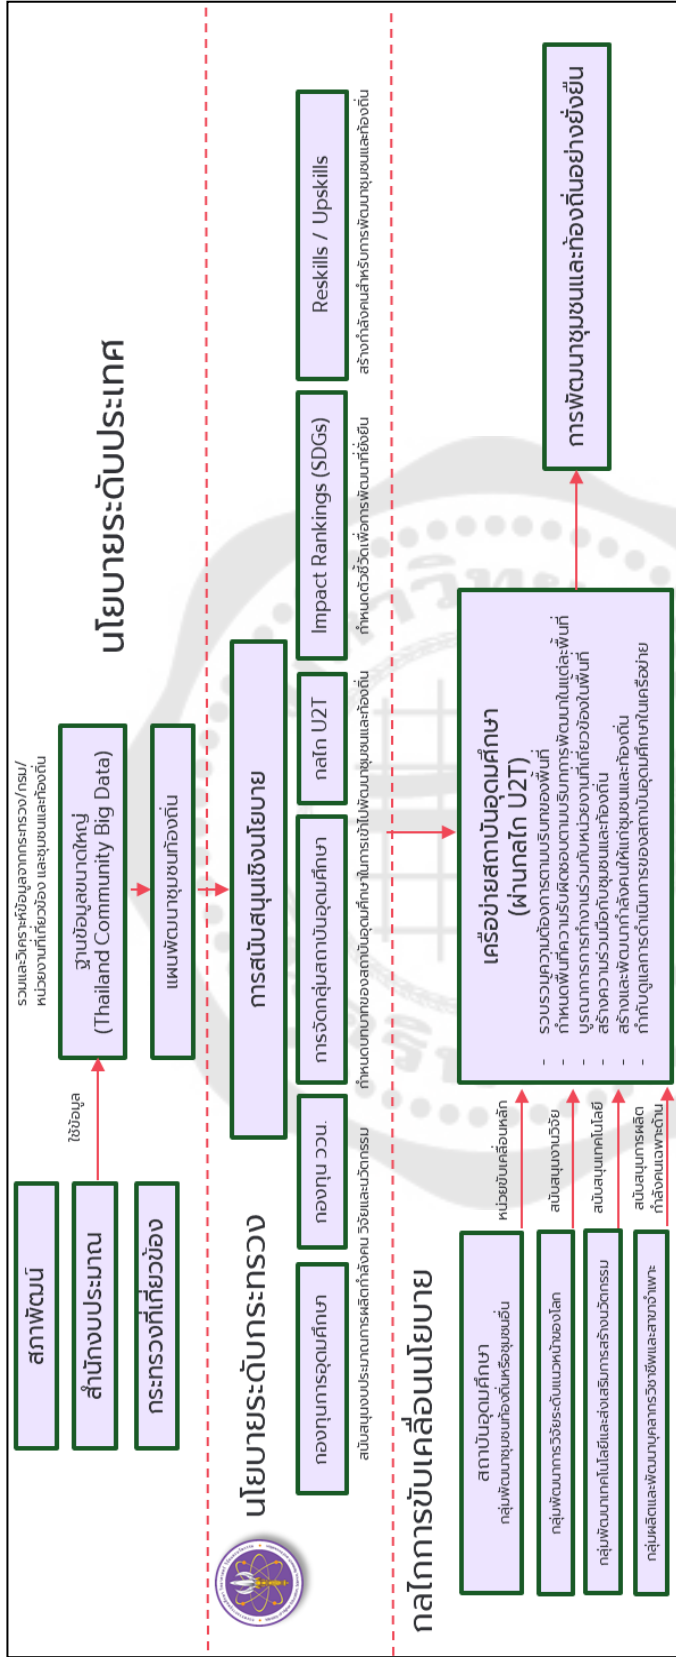 นโยบายระดับประเทศ
สภาพัฒน์
สำนักงบประมาณ
กระทรวงที่เกี่ยวข้อง
ใช้ข้อมูล
รวมและวิเคราะห์ข้อมูลจากกระทรวง/กรม/
หน่วยงานที่เกี่ยวข้อง และชุมชนและท้องถิ่น
ฐานข้อมูลขนาดใหญ่
(Thailand Community Big Data)
แผนพัฒนาชุมชนท้องถิ่น
นโยบายระดับกระทรวง
การสนับสนุนเชิงนโยบาย
กองทุนการอุดมศึกษา
กองทุน ววน.
การจัดกลุ่มสถาบันอุดมศึกษา
กลไก U2T
Impact Rankings (SDGs)
Reskills / Upskills
สนับสนุนงบประมาณการผลิตกำลังคน วิจัยและนวัตกรรม
กำหนดบทบาทของสถาบันอุดมศึกษาในการเข้าไปพัฒนาชุมชนและท้องถิ่น
กำหนดตัวชี้วัดเพื่อการพัฒนาที่ยั่งยืน
สร้างกำลังคนสำหรับการพัฒนาชุมชนและท้องถิ่น
กลไกการขับเคลื่อนนโยบาย
สถาบันอุดมศึกษา
กลุ่มพัฒนาชุมชนท้องถิ่นหรือชุมชนอื่น
กลุ่มพัฒนาการวิจัยระดับแนวหน้าของโลก
กลุ่มพัฒนาเทคโนโลยีและส่งเสริมการสร้างนวัตกรรม
กลุ่มผลิตและพัฒนาบุคลากรวิชาชีพและสาขาจำเพาะ
หน่วยขับเคลื่อนหลัก
สนับสนุนงานวิจัย
สนับสนุนเทคโนโลยี
สนับสนุนการผลิต
กำลังคนเฉพาะด้าน
เครือข่ายสถาบันอุดมศึกษา
(ผ่านกลไก U2T)
- รวบรวมความต้องการตามบริบทของพื้นที่
- กำหนดพื้นที่ความรับผิดชอบตามบริบทการพัฒนาในแต่ละพื้นที่
- บูรณาการการทำงานร่วมกับหน่วยงานที่เกี่ยวข้องในพื้นที่
- สร้างความร่วมมือกับชุมชนและท้องถิ่น
- สร้างและพัฒนากำลังคนให้แก่ชุมชนและท้องถิ่น
- กำกับดูแลการดำเนินการของสถาบันอุดมศึกษาในเครือข่าย
การพัฒนาชุมชนและท้องถิ่นอย่างยั่งยืน